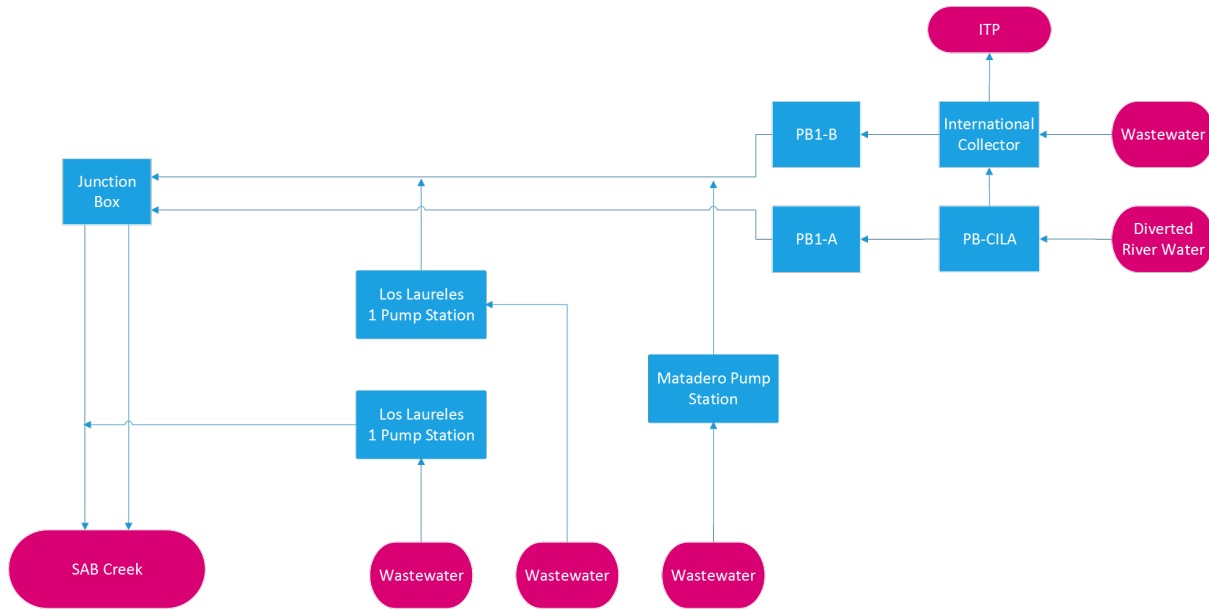 ITP
PB1-B
International
Collector
Wastewater
Junction
Box
PB1-A
PB-CILA
Diverted
River Water
Los Laureles
1 Pump Station
Matadero Pump
Station
Los Laureles
1 Pump Station
SAB Creek
Wastewater
Wastewater
Wastewater